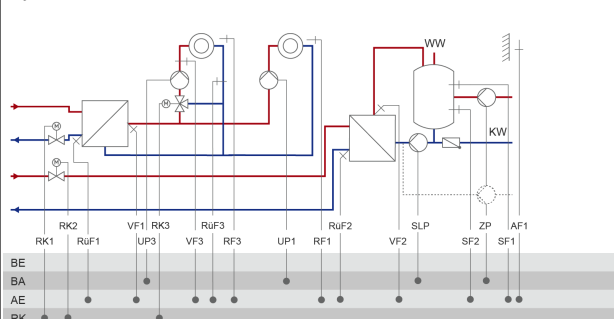 WW
M
M
KW
M
RK2 VF1 RK3 RüF3 RüF2 SLP ZP AF1
RK1 RüF1 UP3 VF3 RF3 UP1 RF1 VF2 SF2 SF1
BE
BA
AE
RK